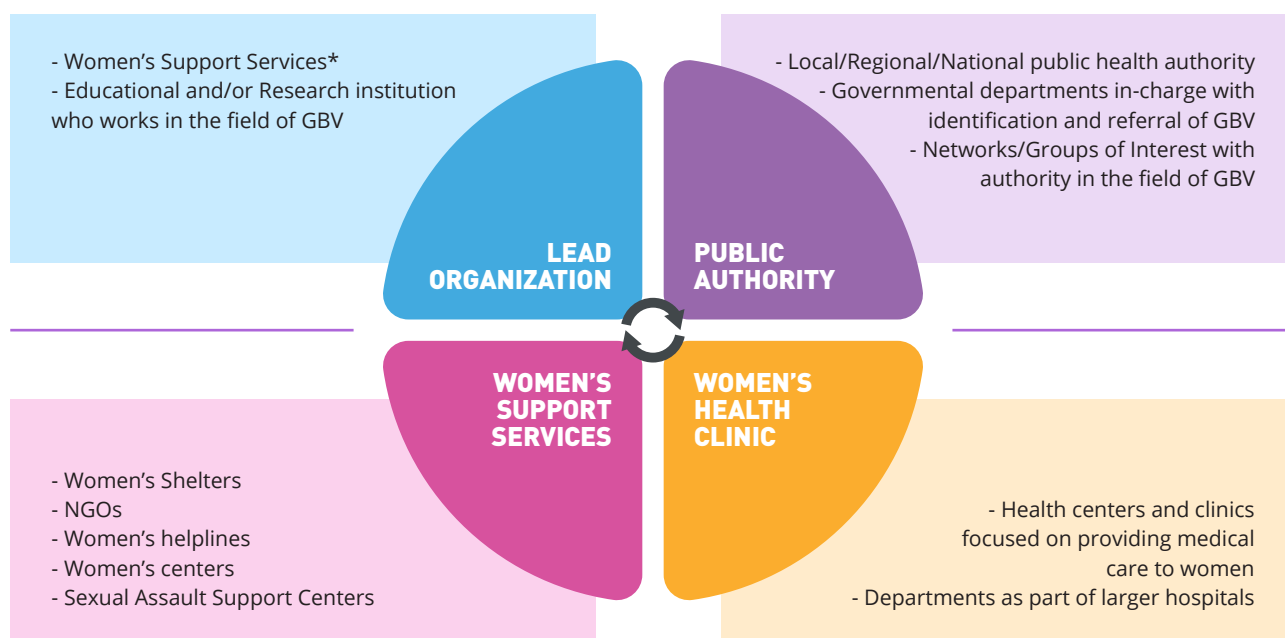 - Women’s Support Services*
- Educational and/or Research institution
who works in the field of GBV
LEAD
ORGANIZATION
- Local/Regional/National public health authority
- Governmental departments in-charge with
identification and referral of GBV
- Networks/Groups of Interest with
authority in the field of GBV
PUBLIC
AUTHORITY
WOMEN’S
SUPPORT
SERVICES
- Women’s Shelters
- NGOs
- Women’s helplines
- Women’s centers
- Sexual Assault Support Centers
WOMEN’S
HEALTH
CLINIC
- Health centers and clinics
focused on providing medical
care to women
- Departments as part of larger hospitals